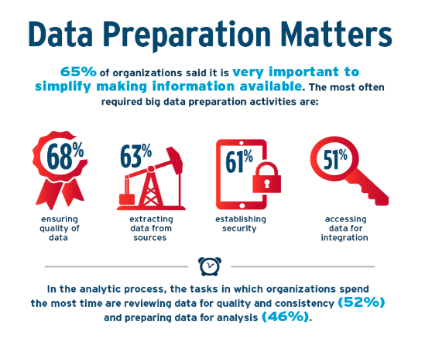 Data Preparation Matters
65% of organizations said it is very important to
simplify making information available. The most often
required big data preparation activities are:
68%
63%
61%
51%
ensuring
quality of
data
extracting
data from
sources
establishing
security
accessing
data for
integration
In the analytic process, the tasks in which organizations spend
the most time are reviewing data for quality and consistency (52%)
and preparing data for analysis (46%).